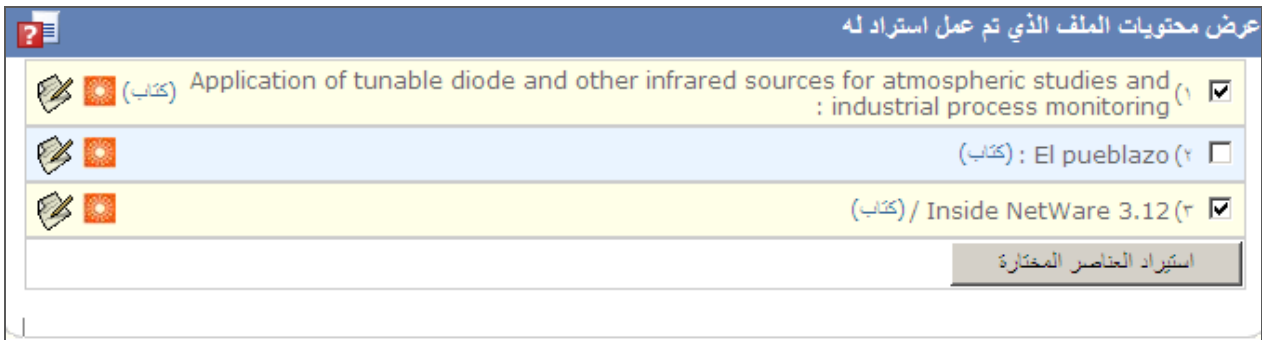 عرض محتويات الملف الذي تم عمل استراد له
١) Application of tunable diode and other infrared sources for atmospheric studies and (كتاب)
industrial process monitoring :
٢) El pueblazo : (كتاب)
٣) Inside NetWare 3.12 / (كتاب)
استيراد العناصر المختارة